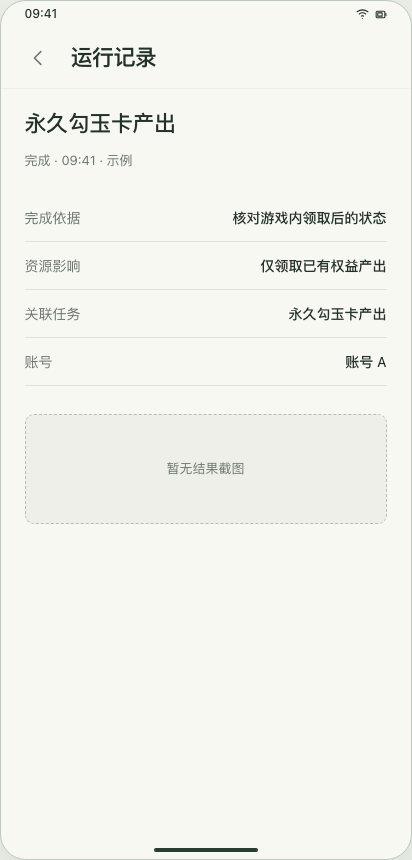 09:41
运行记录
永久勾玉卡产出
完成 · 09:41 · 示例
完成依据 核对游戏内领取后的状态
资源影响 仅领取已有权益产出
关联任务 永久勾玉卡产出
账号 账号 A
暂无结果截图